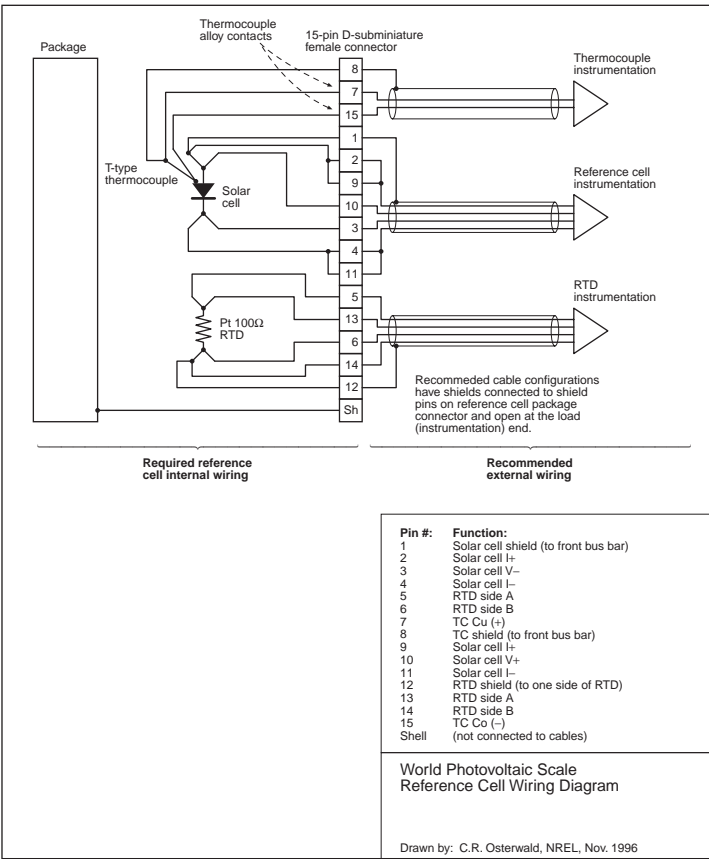 Thermocouple
alloy contacts
15-pin D-subminiature
female connector
Package
Thermocouple
instrumentation
8
7
15
1
2
9
10
3
4
11
5
13
6
14
12
Sh
T-type
thermocouple
Solar
cell
Reference cell
instrumentation
Pt 100Ω
RTD
RTD
instrumentation
Recommeded cable configurations
have shields connected to shield
pins on reference cell package
connector and open at the load
(instrumentation) end.
Required reference
cell internal wiring
Recommended
external wiring
Pin #: Function:
1 Solar cell shield (to front bus bar)
2 Solar cell I+
3 Solar cell V−
4 Solar cell I−
5 RTD side A
6 RTD side B
7 TC Cu (+)
8 TC shield (to front bus bar)
9 Solar cell I+
10 Solar cell V+
11 Solar cell I−
12 RTD shield (to one side of RTD)
13 RTD side A
14 RTD side B
15 TC Co (−)
Shell (not connected to cables)
World Photovoltaic Scale
Reference Cell Wiring Diagram
Drawn by: C.R. Osterwald, NREL, Nov. 1996